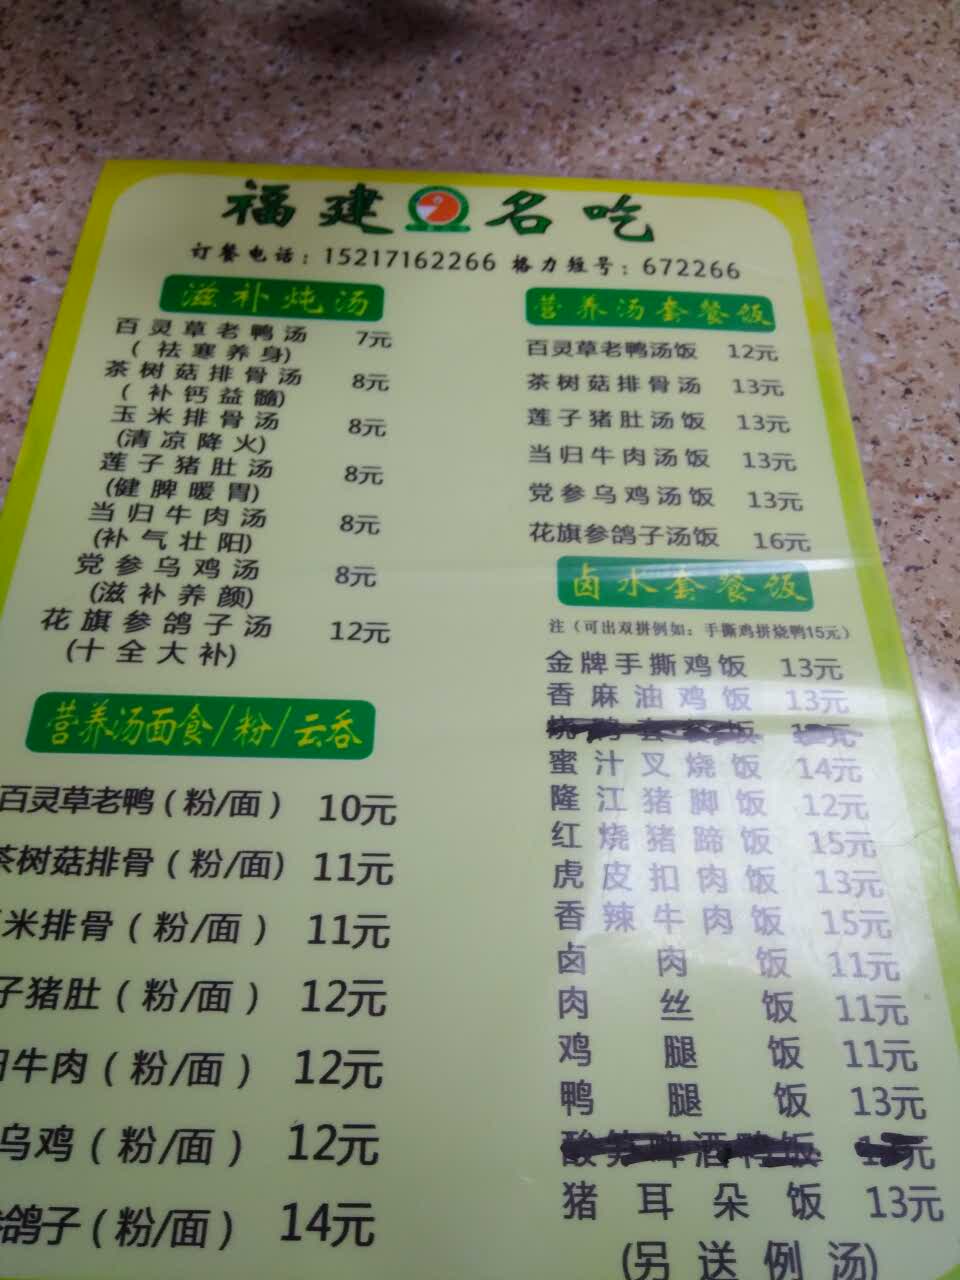 福建名吃
订餐电话：15217162266 格力短号：672266
滋补炖汤
百灵草老鸭汤 7元
(祛寒养身)
茶树菇排骨汤 8元
(补钙益髓)
玉米排骨汤 8元
(清凉降火)
莲子猪肚汤 8元
(健脾暖胃)
当归牛肉汤 8元
(补气壮阳)
党参乌鸡汤 8元
(滋补养颜)
花旗参鸽子汤 12元
(十全大补)
营养汤面食/粉/云吞
百灵草老鸭（粉/面） 10元
茶树菇排骨（粉/面） 11元
米排骨（粉/面） 11元
子猪肚（粉/面） 12元
归牛肉（粉/面） 12元
乌鸡（粉/面） 12元
鸽子（粉/面） 14元
营养汤套餐饭
百灵草老鸭汤饭 12元
茶树菇排骨汤 13元
莲子猪肚汤饭 13元
当归牛肉汤饭 13元
党参乌鸡汤饭 13元
花旗参鸽子汤饭 16元
卤水套餐饭
注（可出双拼例如：手撕鸡拼烧鸭15元）
金牌手撕鸡饭 13元
香麻油鸡饭 13元
蜜汁叉烧饭 14元
隆江猪脚饭 12元
红烧猪蹄饭 15元
虎皮扣肉饭 13元
香辣牛肉饭 15元
卤肉饭 11元
肉丝饭 11元
鸡腿饭 11元
鸭腿饭 13元
猪耳朵饭 13元
(另送例汤)